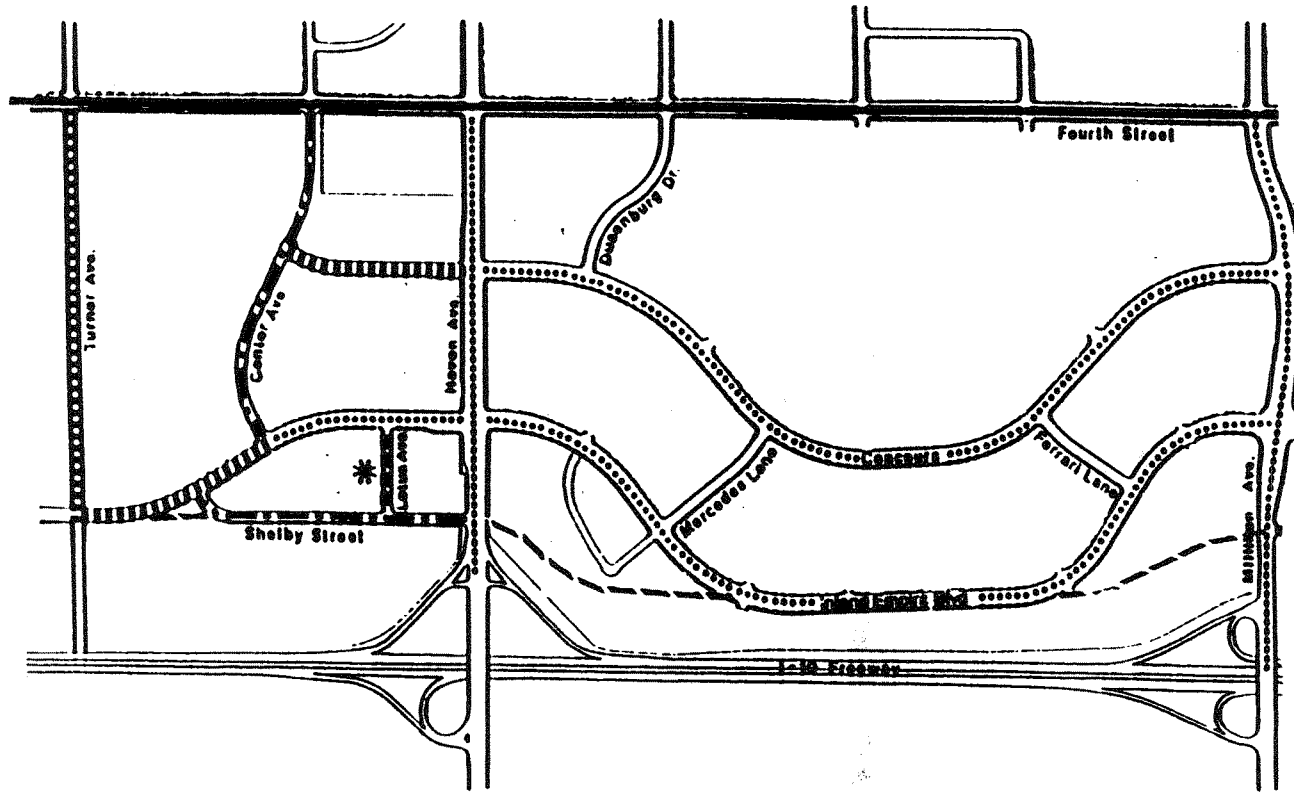 Fourth Street
Dusenburg Dr.
Turner Ave.
Center Ave
Haven Ave.
Concours
Ferrari Lane
Lotus Ave.
Mercedes Lane
Shelby Street
Milliken Ave.
Inland Empire Blvd
I-10 Freeway